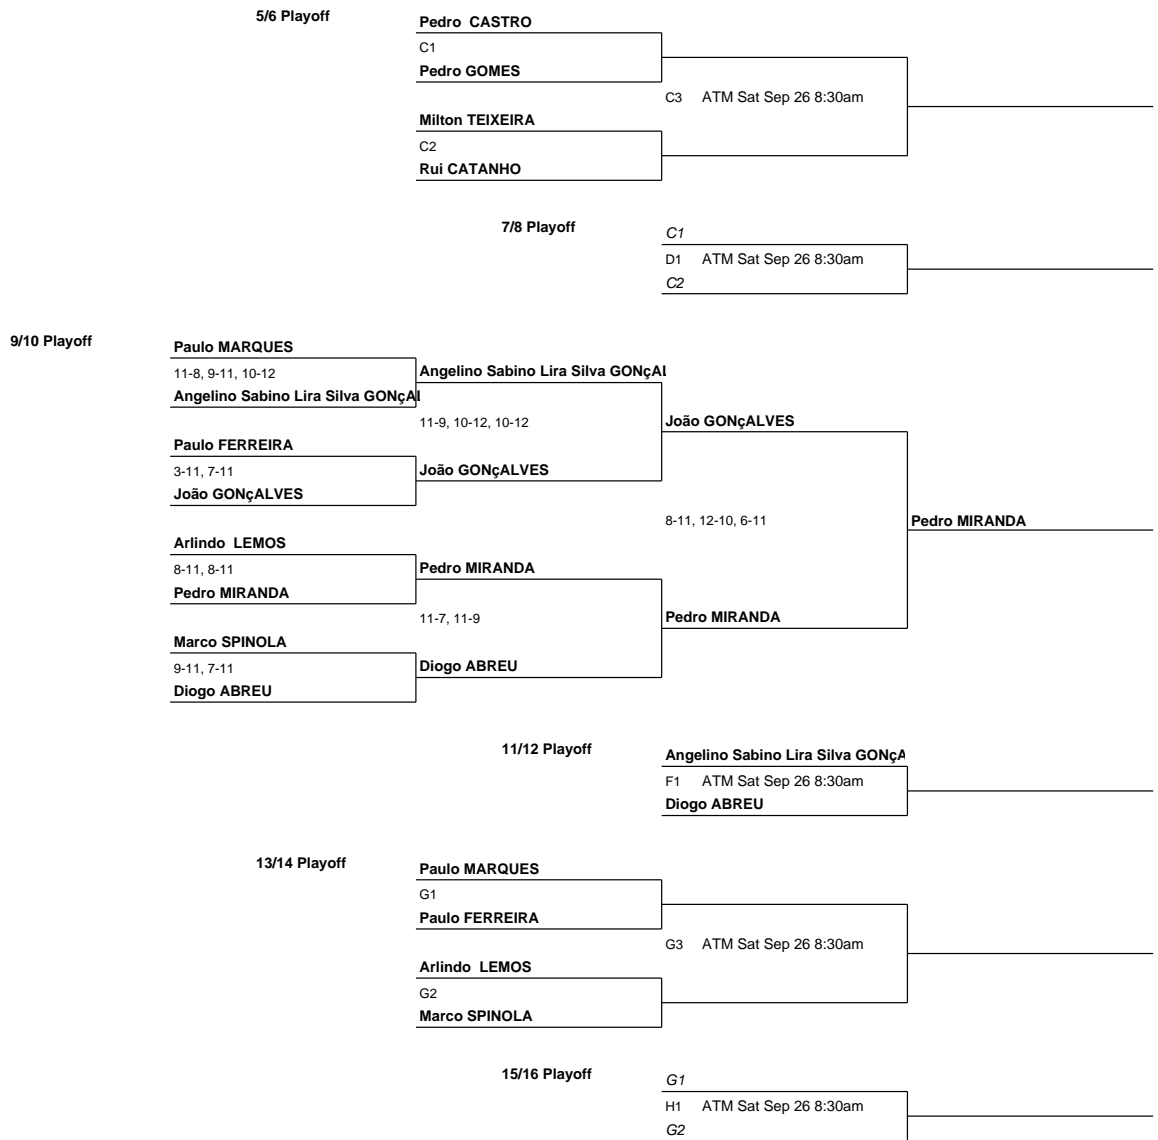 5/6 Playoff
Pedro  CASTRO
C1
Pedro GOMES
C3 ATM Sat Sep 26 8:30am
Milton TEIXEIRA
C2
Rui CATANHO
7/8 Playoff
C1
D1 ATM Sat Sep 26 8:30am
C2
9/10 Playoff
Paulo MARQUES
11-8, 9-11, 10-12
Angelino Sabino Lira Silva GONçAL
Angelino Sabino Lira Silva GONçAL
11-9, 10-12, 10-12
João GONçALVES
Paulo FERREIRA
3-11, 7-11
João GONçALVES
João GONçALVES
8-11, 12-10, 6-11
Pedro MIRANDA
Arlindo  LEMOS
8-11, 8-11
Pedro MIRANDA
Pedro MIRANDA
11-7, 11-9
Pedro MIRANDA
Marco SPINOLA
9-11, 7-11
Diogo ABREU
Diogo ABREU
11/12 Playoff
Angelino Sabino Lira Silva GONçA
F1 ATM Sat Sep 26 8:30am
Diogo ABREU
13/14 Playoff
Paulo MARQUES
G1
Paulo FERREIRA
G3 ATM Sat Sep 26 8:30am
Arlindo  LEMOS
G2
Marco SPINOLA
15/16 Playoff
G1
H1 ATM Sat Sep 26 8:30am
G2